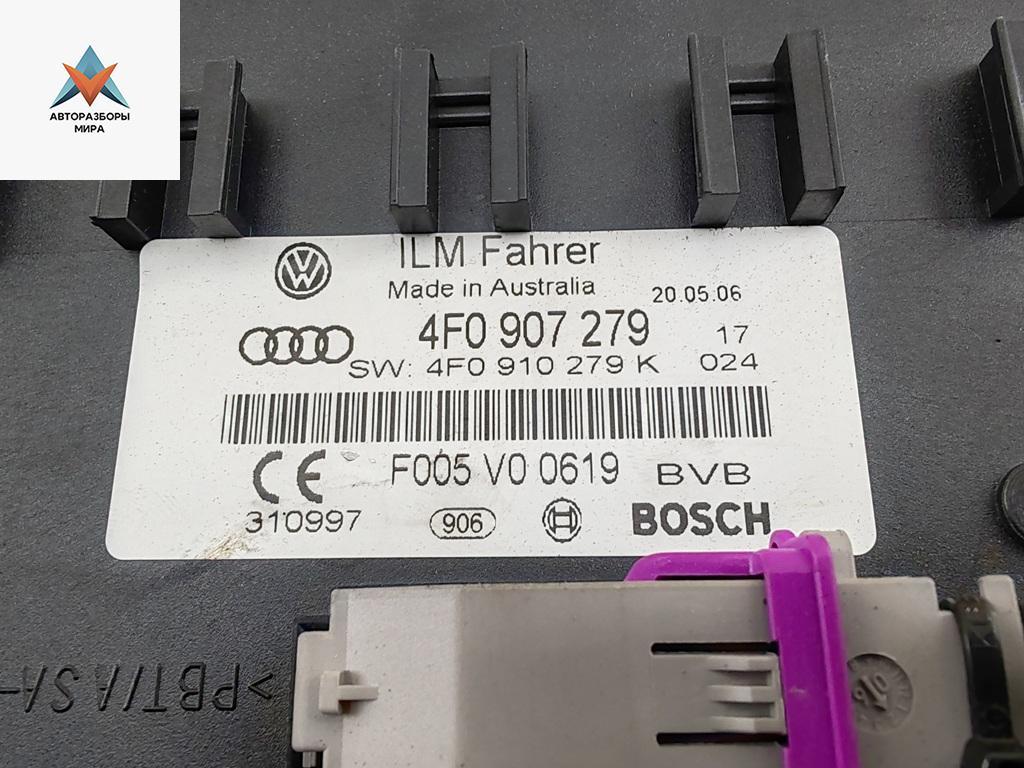 АВТОРАЗБОРЫ
МИРА
ILM Fahrer
Made in Australia
20.05.06
4F0 907 279
17
SW: 4F0 910 279 K
024
CE
F005 V0 0619
BVB
310997
906
BOSCH
>PBT/ASA-